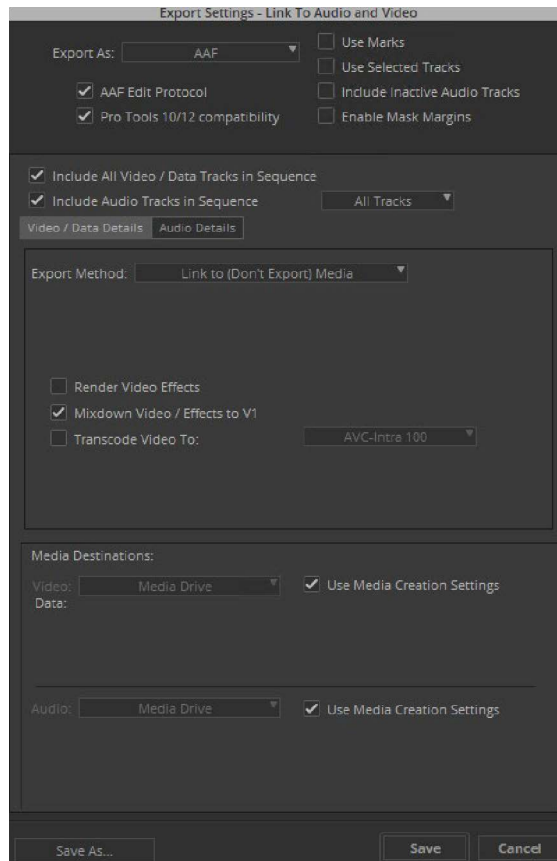 Export Settings - Link To Audio and Video
Export As: AAF
Use Marks
Use Selected Tracks
AAF Edit Protocol
Include Inactive Audio Tracks
Pro Tools 10/12 compatibility
Enable Mask Margins
Include All Video / Data Tracks in Sequence
Include Audio Tracks in Sequence All Tracks
Video / Data Details Audio Details
Export Method: Link to (Don't Export) Media
Render Video Effects
Mixdown Video / Effects to V1
Transcode Video To: AVC-Intra 100
Media Destinations:
Video: Media Drive Use Media Creation Settings
Data:
Audio: Media Drive Use Media Creation Settings
Save As... Save Cancel